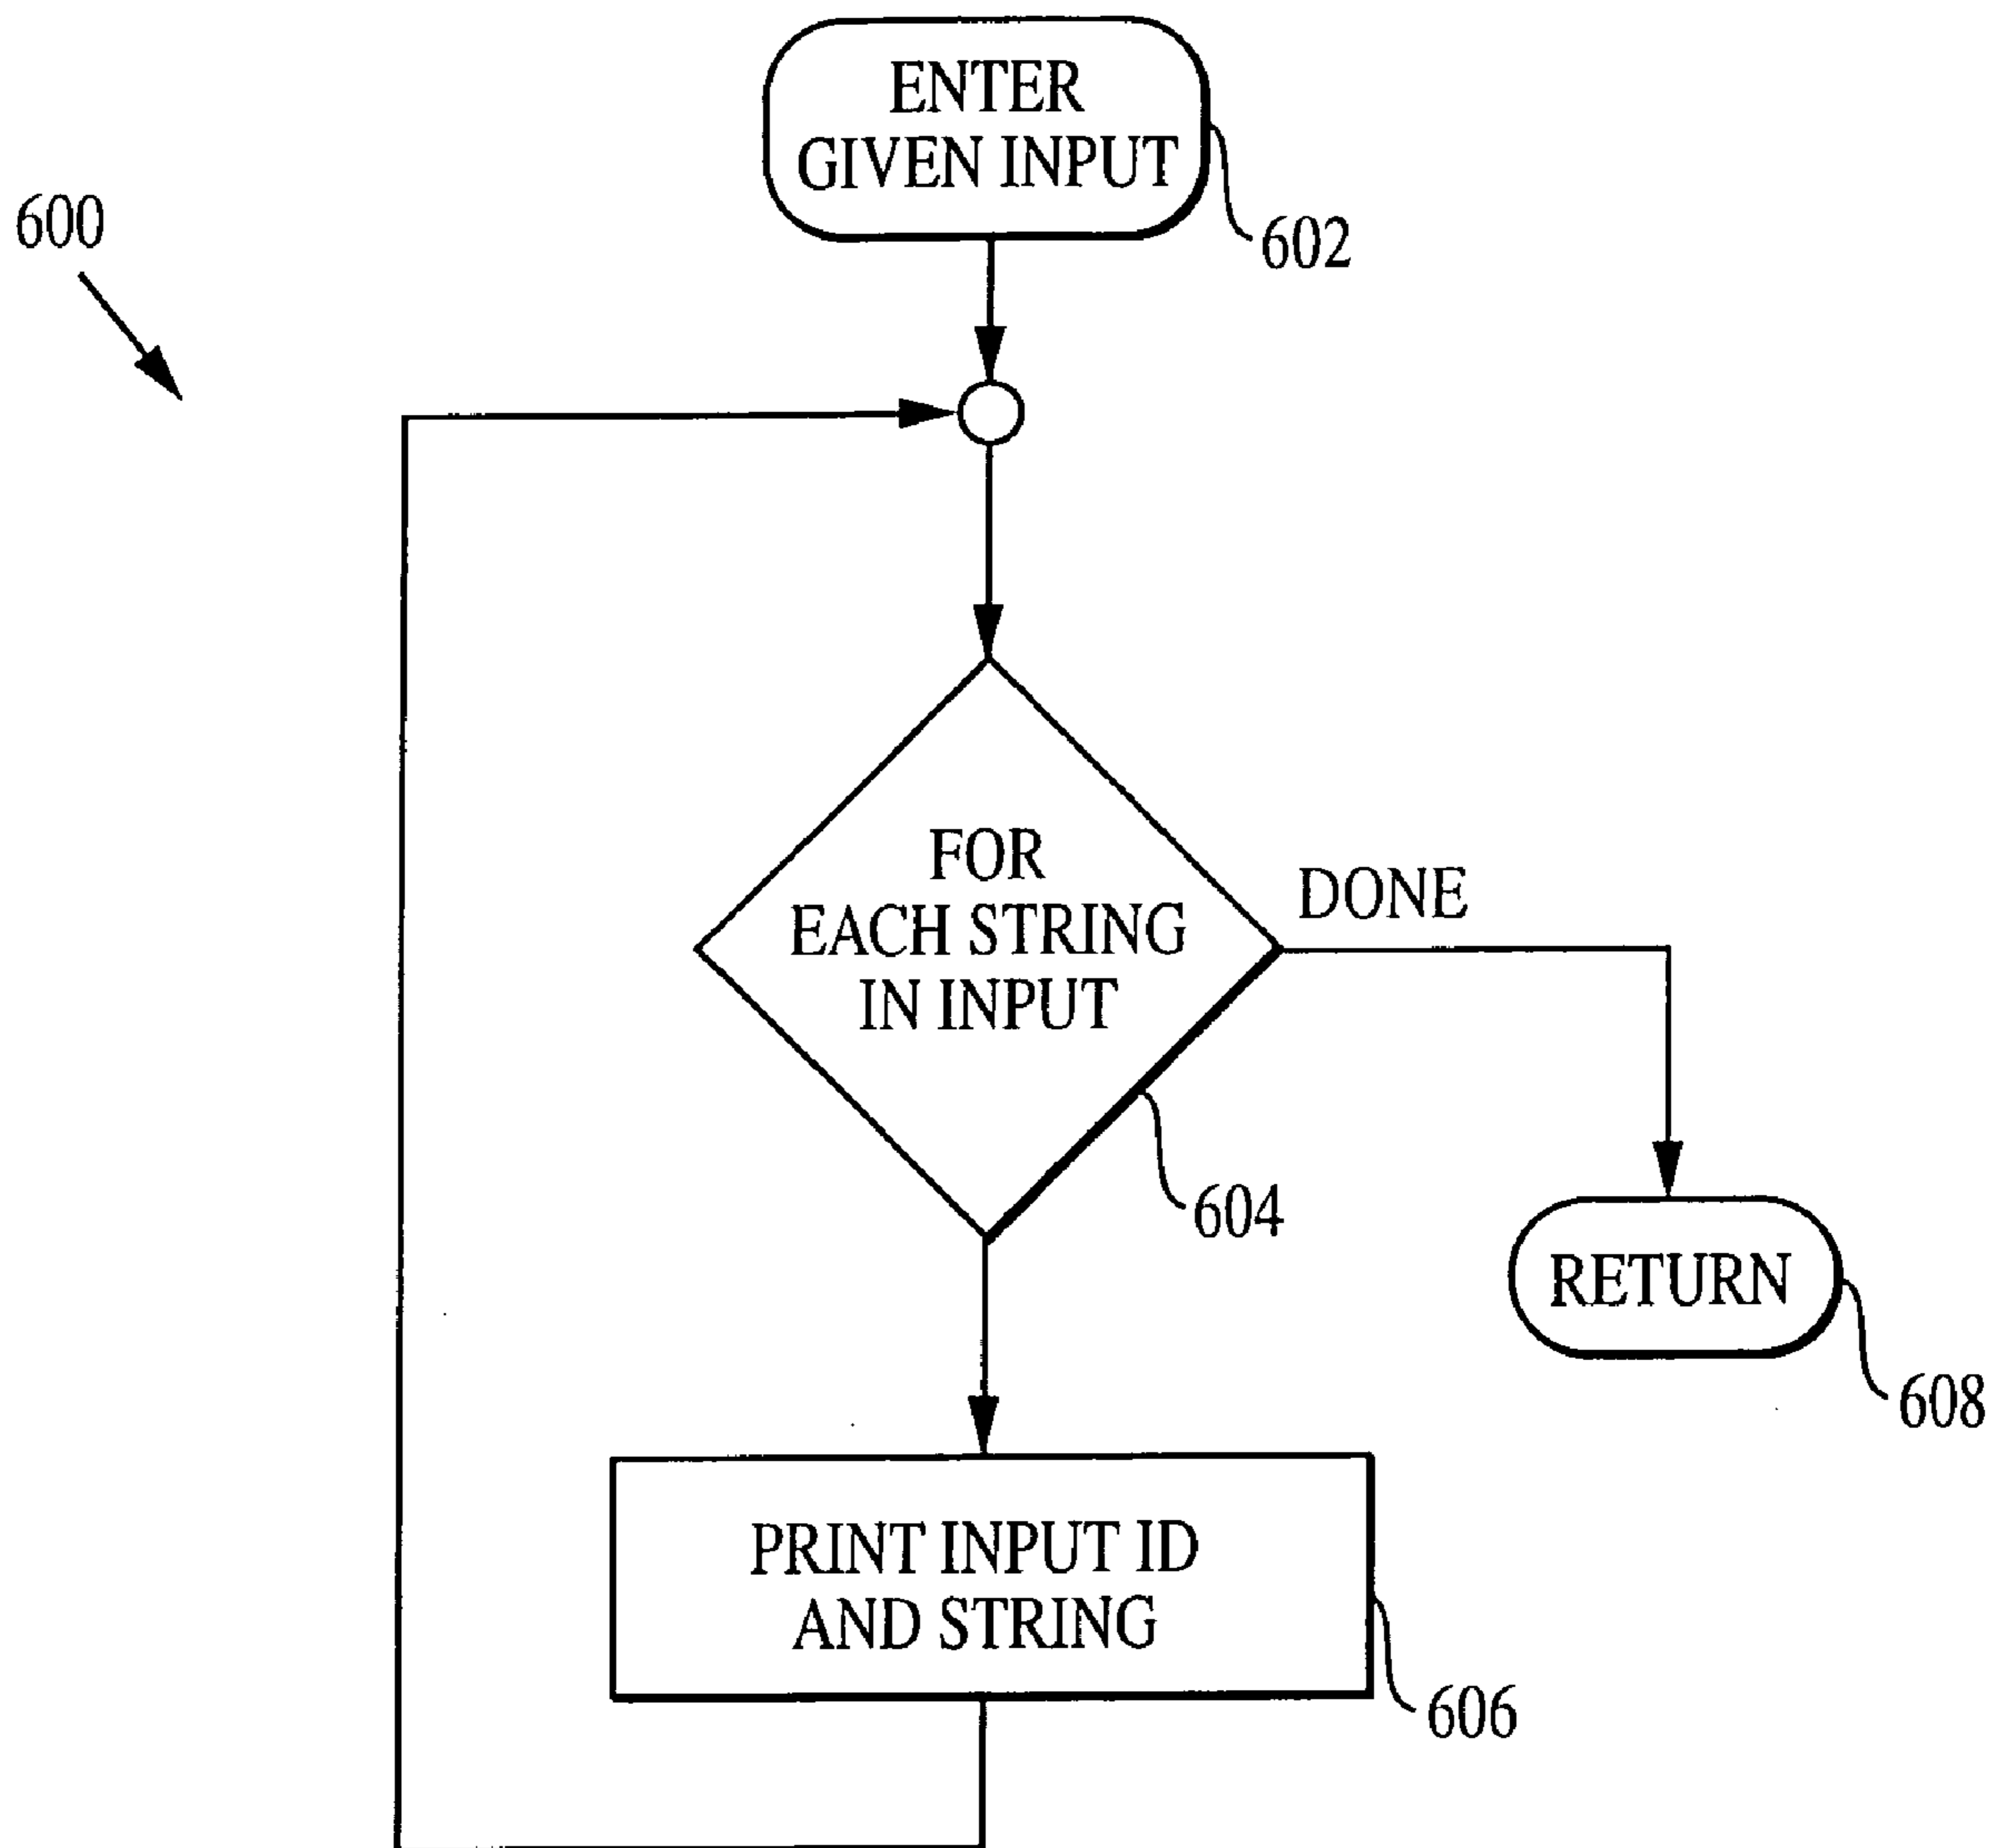 ENTER
GIVEN INPUT
602
600
FOR
EACH STRING
IN INPUT
DONE
604
RETURN
608
PRINT INPUT ID
AND STRING
606